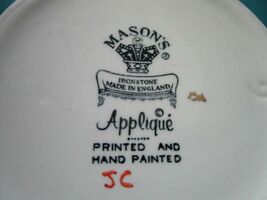 MASON'S
IRONSTONE
MADE IN ENGLAND
Appliqué
PRINTED AND
HAND PAINTED
JC